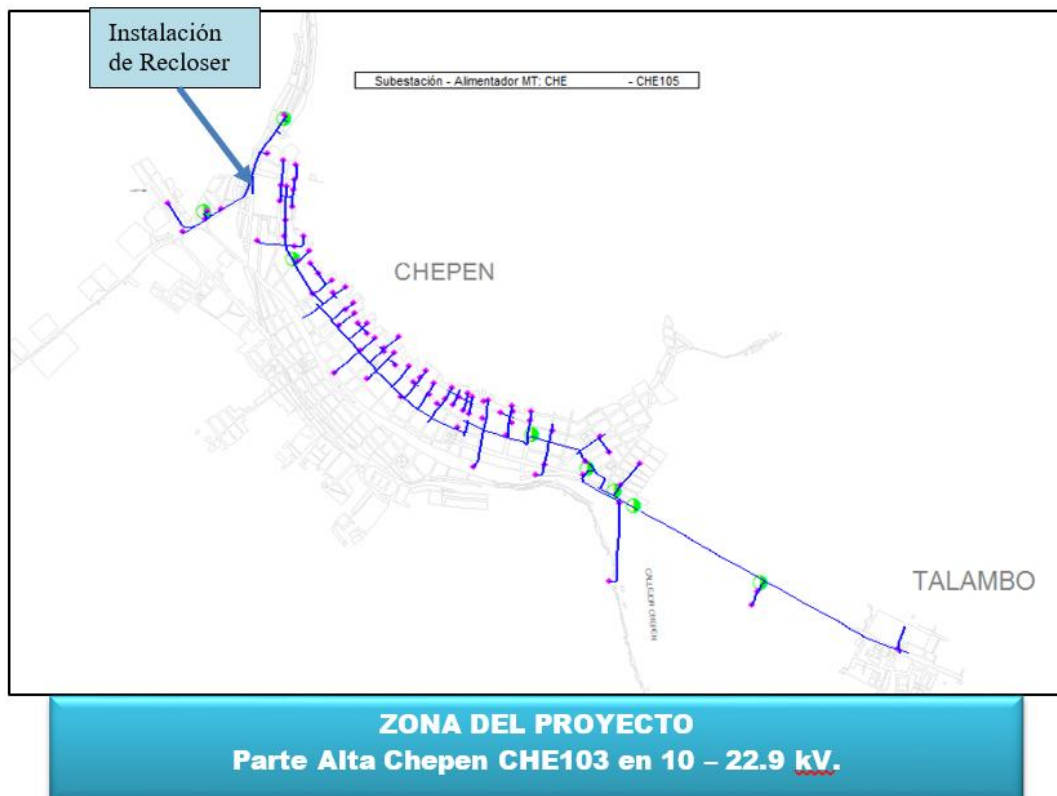 Instalación
de Recloser
Subestación - Alimentador MT: CHE - CHE105
CHEPEN
TALAMBO
ZONA DEL PROYECTO
Parte Alta Chepen CHE103 en 10 – 22.9 kV.